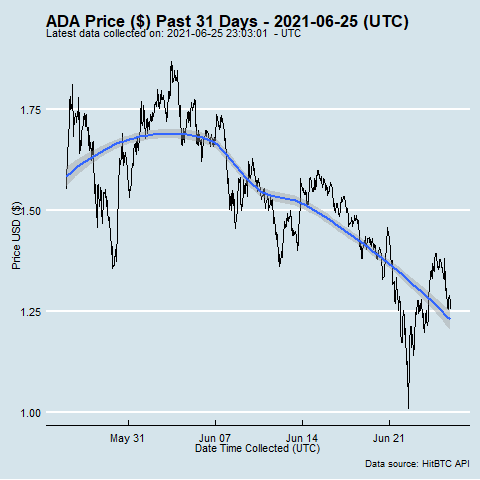 ADA Price ($) Past 31 Days - 2021-06-25 (UTC)
Latest data collected on: 2021-06-25 23:03:01 - UTC
Price USD ($)
1.75
1.50
1.25
1.00
May 31
Jun 07
Jun 14
Jun 21
Date Time Collected (UTC)
Data source: HitBTC API